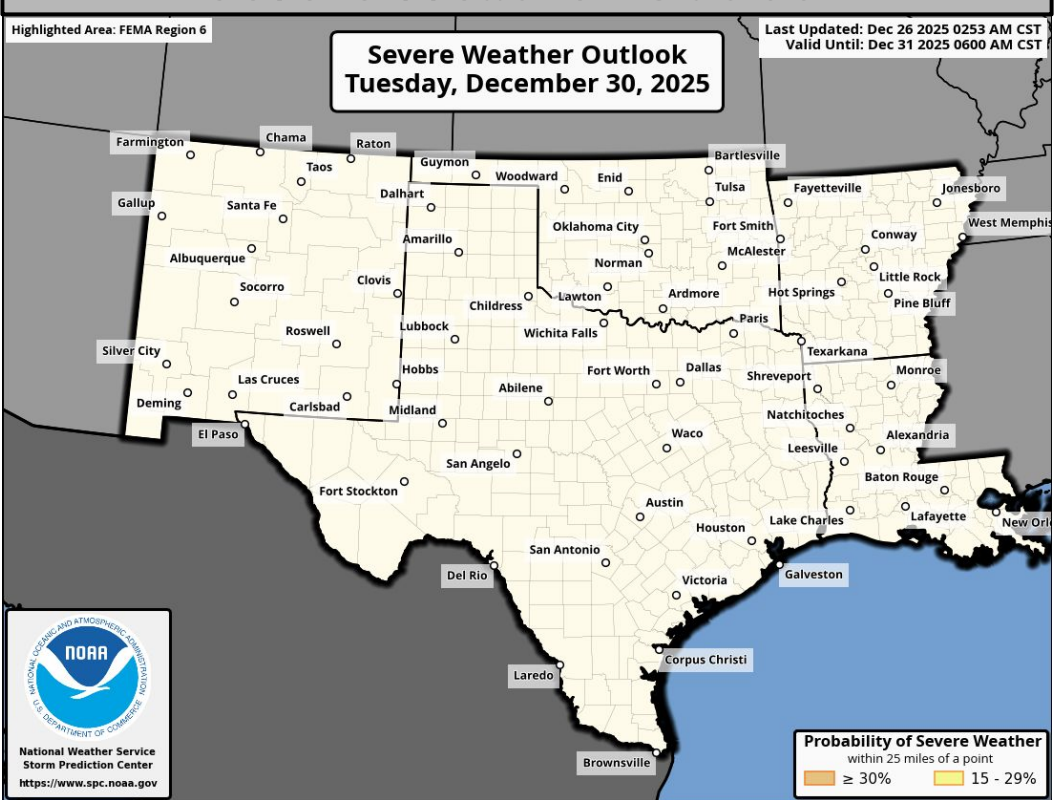 Highlighted Area: FEMA Region 6
Last Updated: Dec 26 2025 0253 AM CST
Valid Until: Dec 31 2025 0600 AM CST
Severe Weather Outlook
Tuesday, December 30, 2025
Farmington
Chama
Raton
Taos
Guymon
Woodward
Enid
Bartlesville
Tulsa
Fayetteville
Jonesboro
Gallup
Santa Fe
Dalhart
West Memphis
Amarillo
Oklahoma City
Fort Smith
Conway
Albuquerque
Norman
McAlester
Little Rock
Socorro
Clovis
Childress
Lawton
Ardmore
Hot Springs
Pine Bluff
Roswell
Lubbock
Wichita Falls
Paris
Texarkana
Silver City
Las Cruces
Hobbs
Abilene
Fort Worth
Dallas
Shreveport
Monroe
Deming
Carlsbad
Midland
Natchitoches
El Paso
San Angelo
Waco
Leesville
Alexandria
Fort Stockton
Baton Rouge
Austin
Houston
Lake Charles
Lafayette
Del Rio
San Antonio
Victoria
Galveston
Laredo
Corpus Christi
Brownsville
NATIONAL OCEANIC AND ATMOSPHERIC ADMINISTRATION
NOAA
U.S. DEPARTMENT OF COMMERCE
National Weather Service
Storm Prediction Center
https://www.spc.noaa.gov
Probability of Severe Weather
within 25 miles of a point
≥ 30%
15 - 29%